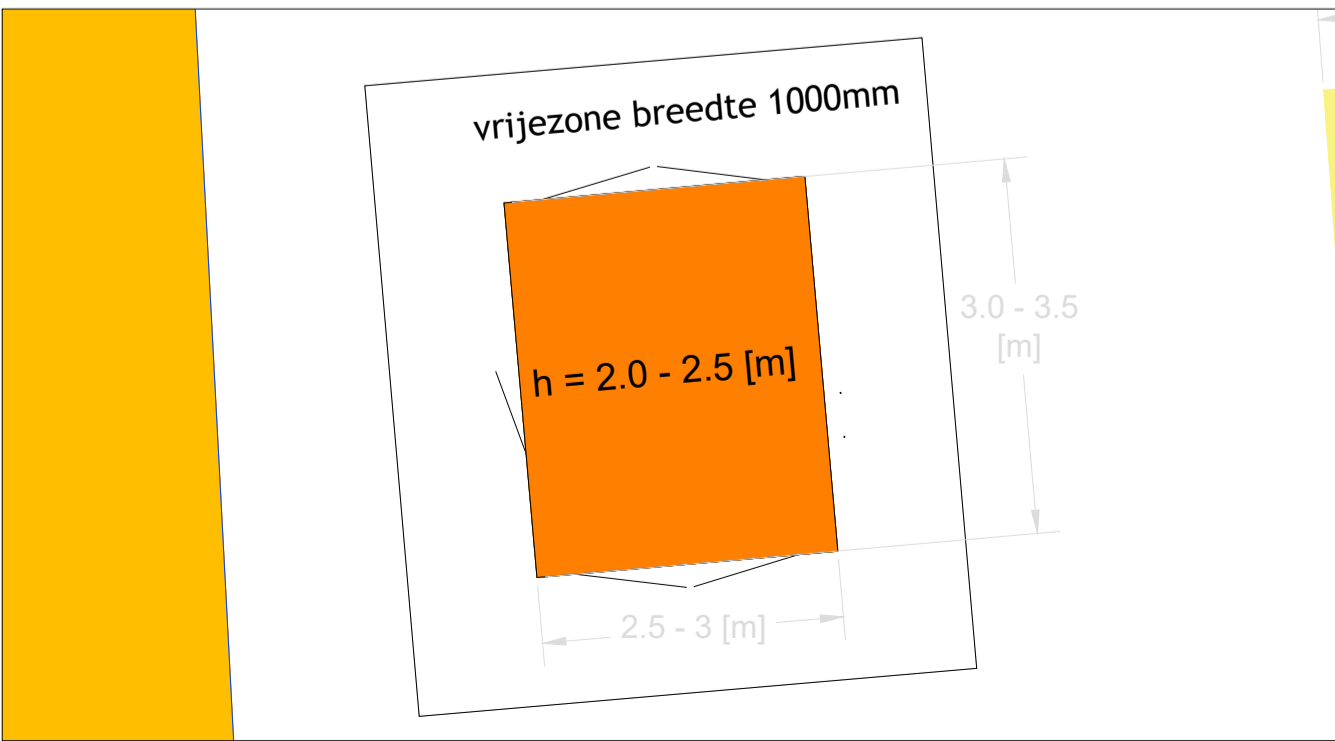 vrijezone breedte 1000mm
3.0 - 3.5
[m]
h = 2.0 - 2.5 [m]
2.5 - 3 [m]